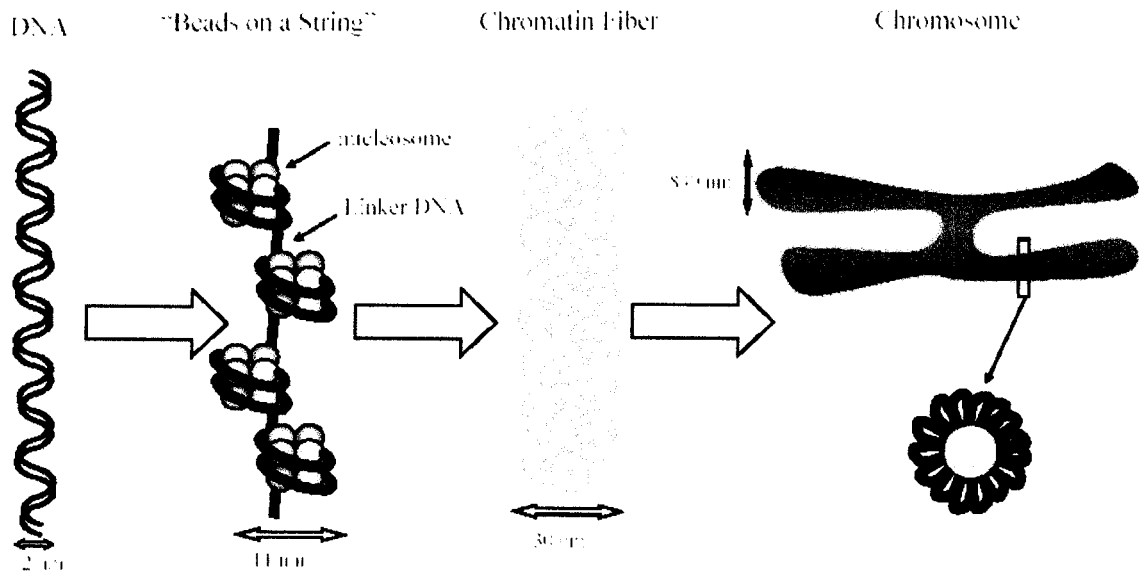 DNA
“Beads on a String”
Chromatin Fiber
Chromosome
nucleosome
Linker DNA
11 nm
30 nm